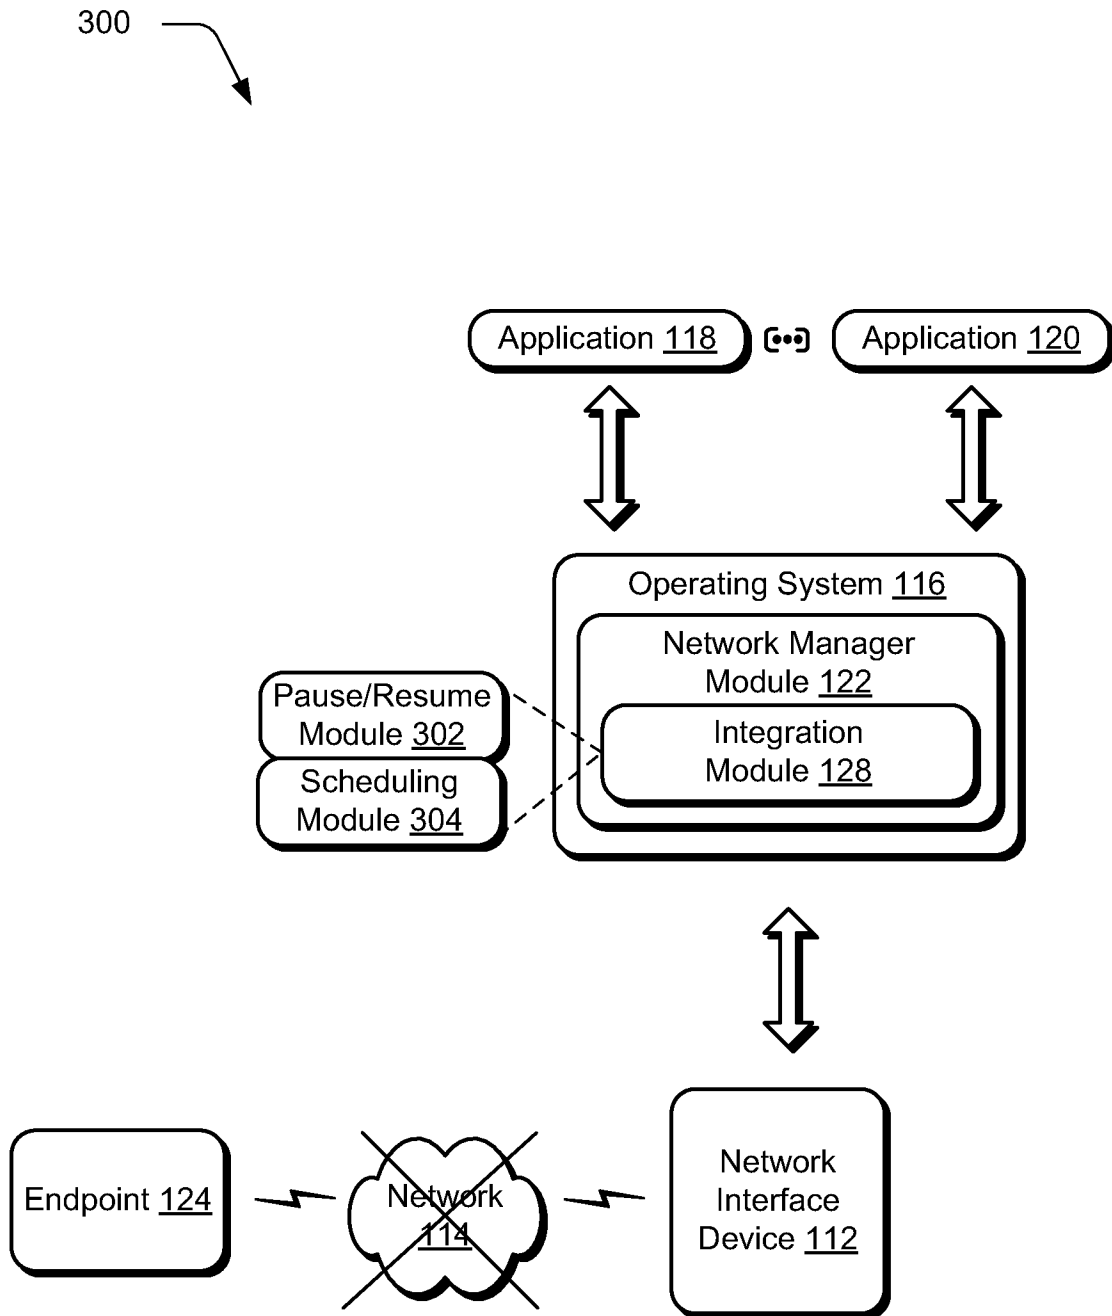 300
Application 118
Application 120
Operating System 116
Network Manager
Module 122
Pause/Resume
Module 302
Integration
Module 128
Scheduling
Module 304
Endpoint 124
Network
114
Network
Interface
Device 112